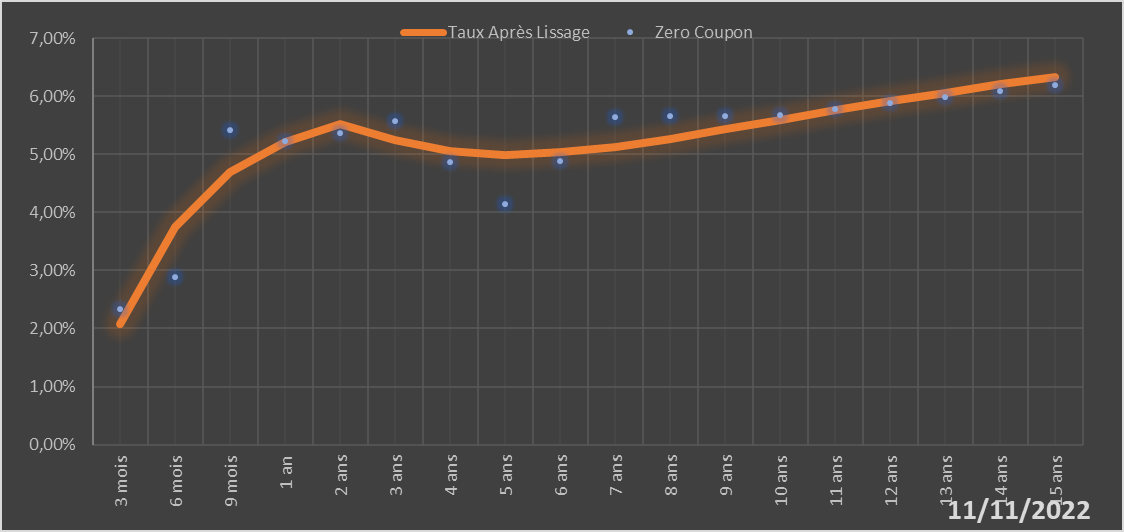 Taux Après Lissage Zero Coupon
7,00%
6,00%
5,00%
4,00%
3,00%
2,00%
1,00%
0,00%
3 mois
6 mois
9 mois
1 an
2 ans
3 ans
4 ans
5 ans
6 ans
7 ans
8 ans
9 ans
10 ans
11 ans
12 ans
13 ans
14 ans
15 ans
11/11/2022